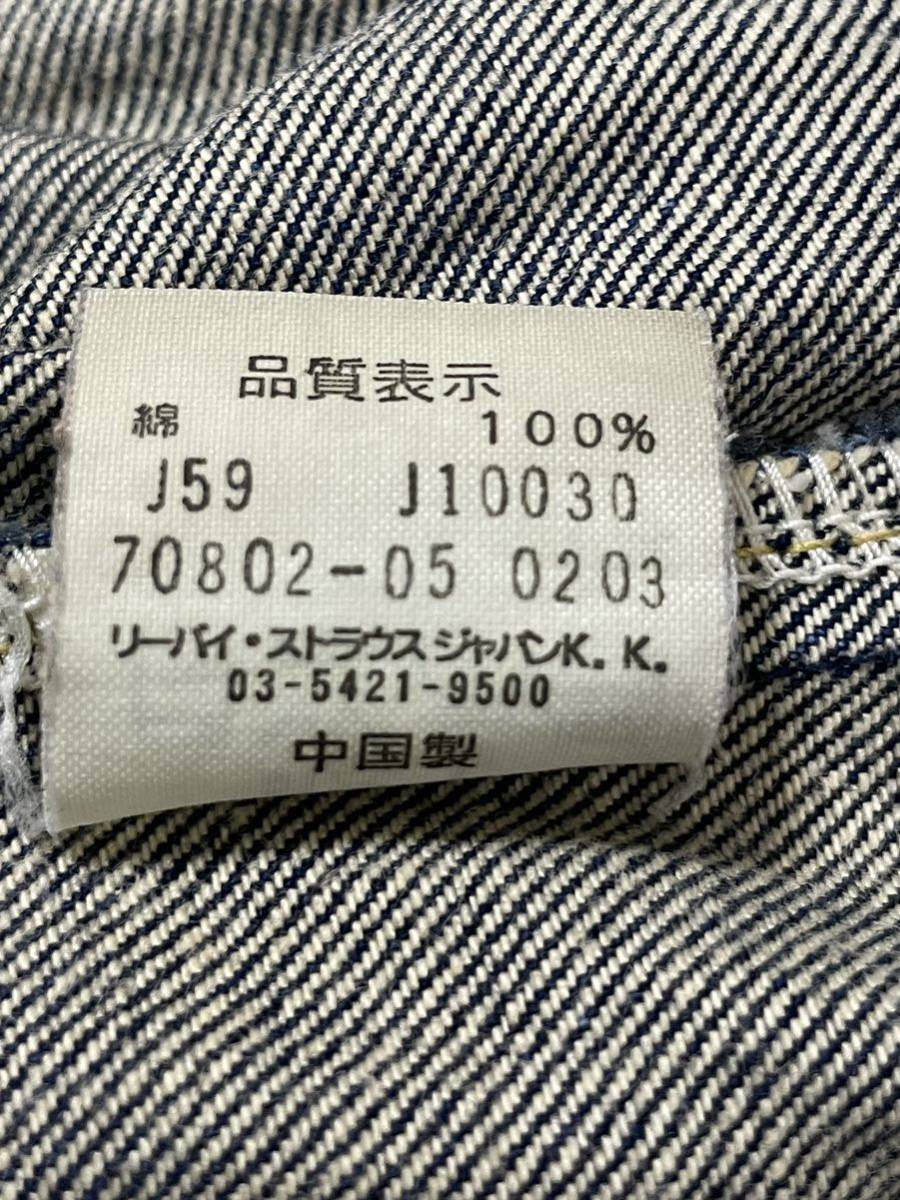 品質表示
綿 100%
J59 J10030
70802-05 0203
リーバイ・ストラウスジャパンK.K.
03-5421-9500
中国製